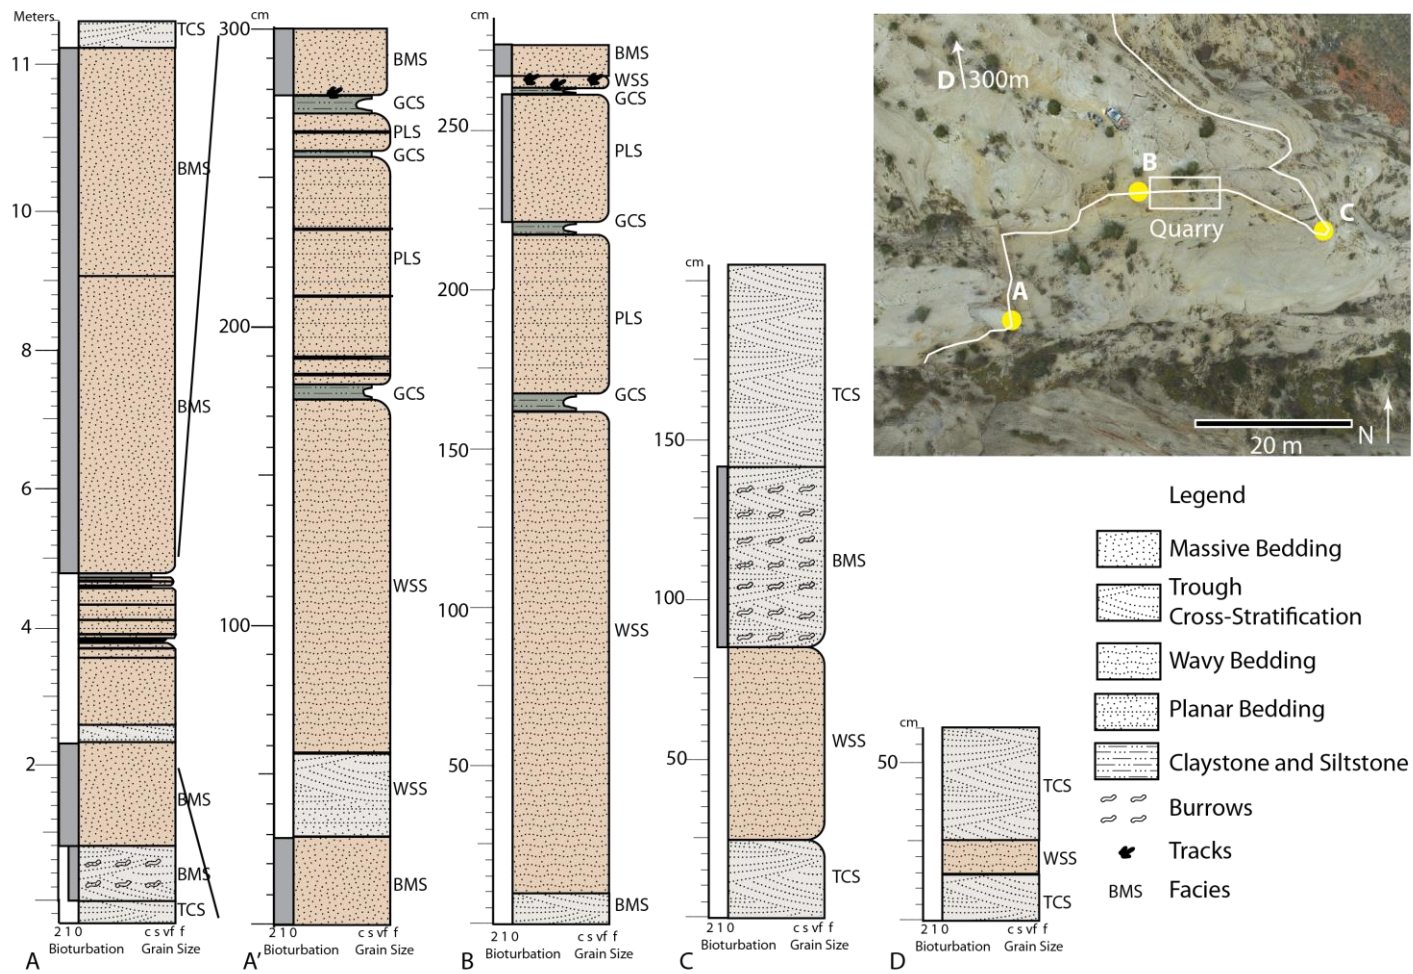 Meters
TCS
11
BMS
10
8
BMS
6
4
2
BMS
BMS
TCS
2 1 0
c s vf f
Bioturbation
Grain Size
A
cm
300
BMS
GCS
PLS
GCS
PLS
200
GCS
WSS
100
WSS
BMS
2 1 0
c s vf f
Bioturbation
Grain Size
A'
cm
BMS
WSS
GCS
250
PLS
GCS
200
PLS
GCS
150
100
WSS
50
BMS
2 1 0
c s vf f
Bioturbation
Grain Size
B
cm
TCS
150
BMS
100
WSS
50
TCS
2 1 0
c s vf f
Bioturbation
Grain Size
C
cm
50
TCS
WSS
TCS
2 1 0
c s vf f
Bioturbation
Grain Size
D
D 300m
B
Quarry
C
A
20 m
N
Legend
Massive Bedding
Trough
Cross-Stratification
Wavy Bedding
Planar Bedding
Claystone and Siltstone
Burrows
Tracks
BMS Facies